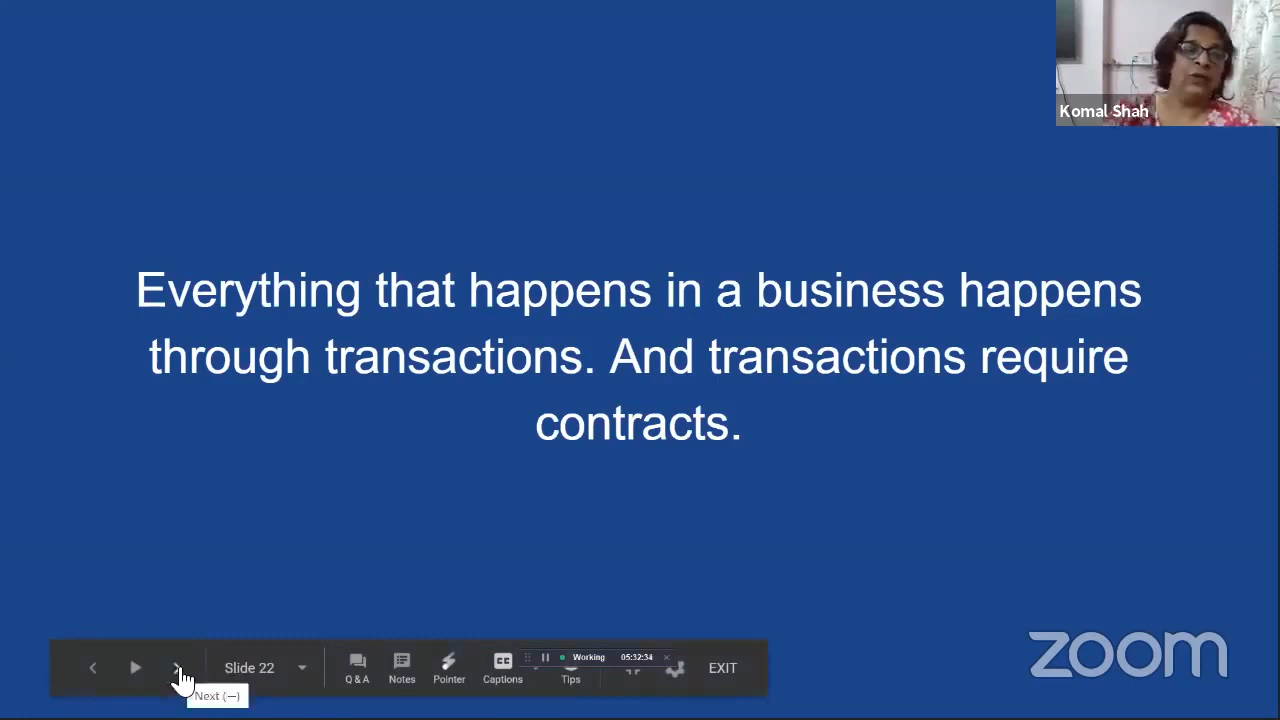 Komal Shah
Everything that happens in a business happens
through transactions. And transactions require
contracts.
zoom
Slide 22
Q & A
Notes
Pointer
CC
Captions
Working
05:32:34
Tips
EXIT
Next (—)